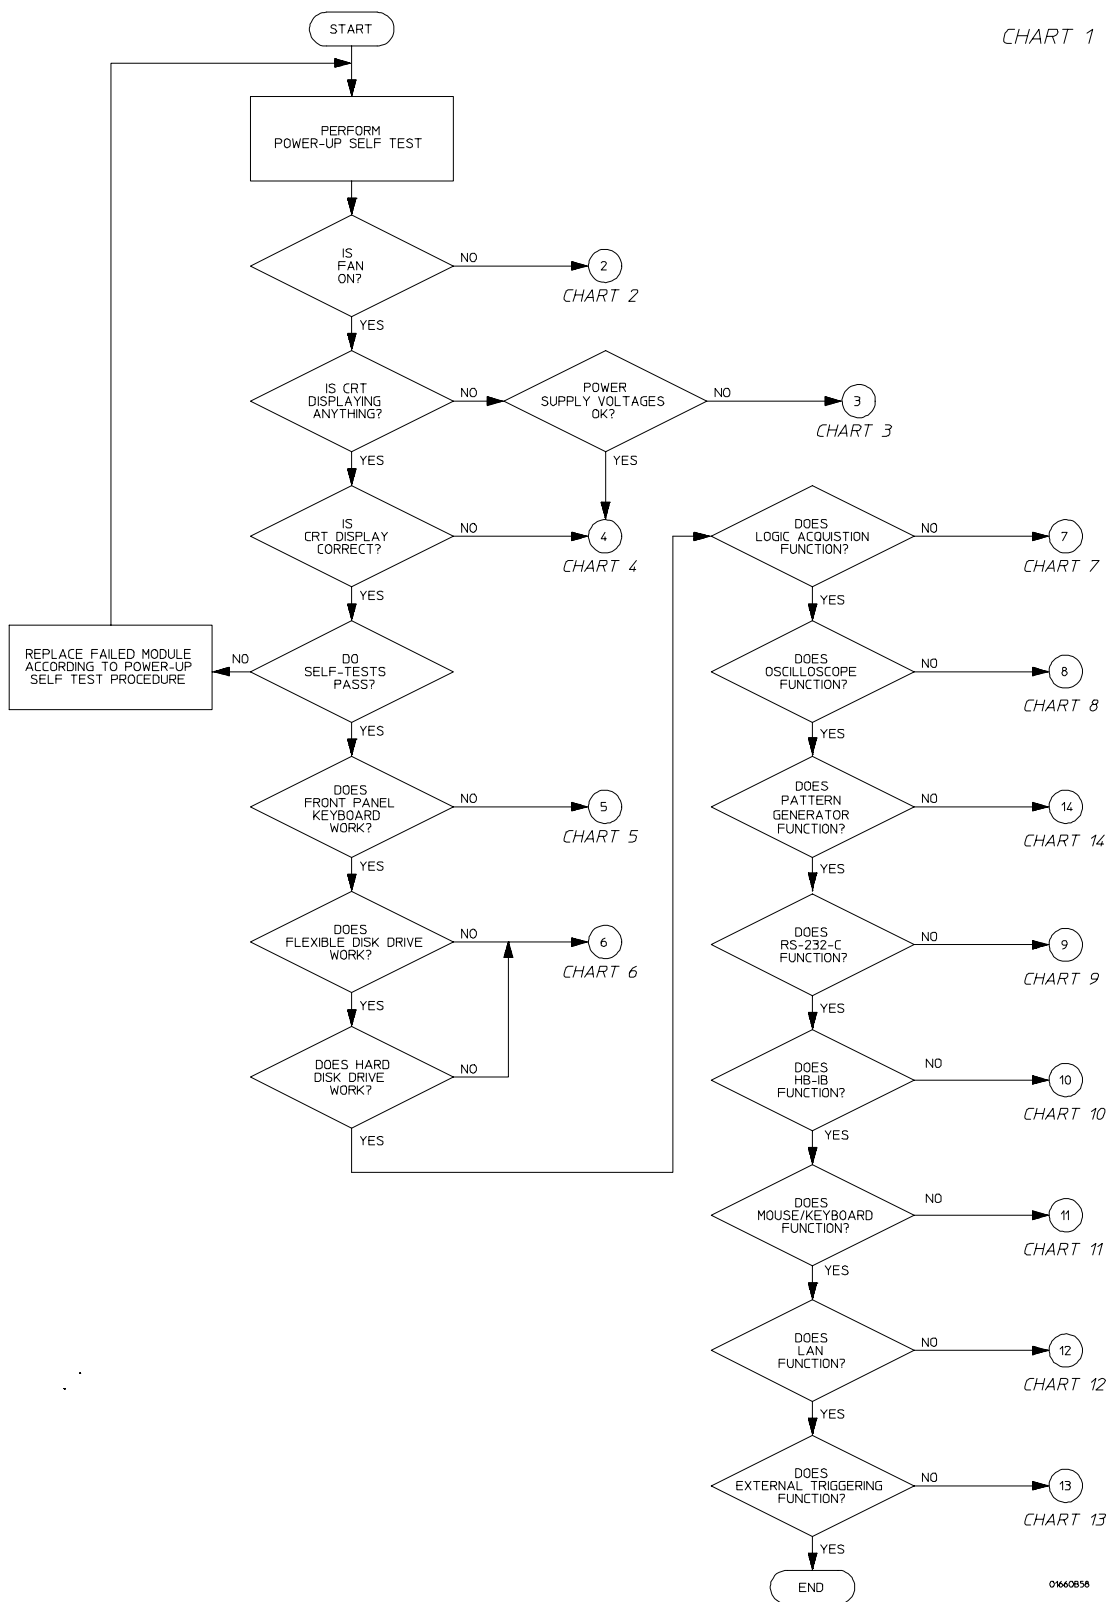 START
CHART 1
PERFORM
POWER-UP SELF TEST
IS
FAN
ON?
NO
2
CHART 2
YES
IS CRT
DISPLAYING
ANYTHING?
NO
POWER
SUPPLY VOLTAGES
OK?
NO
3
CHART 3
YES
YES
IS
CRT DISPLAY
CORRECT?
NO
4
CHART 4
YES
REPLACE FAILED MODULE
ACCORDING TO POWER-UP
SELF TEST PROCEDURE
NO
DO
SELF-TESTS
PASS?
YES
DOES
FRONT PANEL
KEYBOARD
WORK?
NO
5
CHART 5
YES
DOES
FLEXIBLE DISK DRIVE
WORK?
NO
6
CHART 6
YES
DOES HARD
DISK DRIVE
WORK?
NO
YES
DOES
LOGIC ACQUISTION
FUNCTION?
NO
7
CHART 7
YES
DOES
OSCILLOSCOPE
FUNCTION?
NO
8
CHART 8
YES
DOES
PATTERN
GENERATOR
FUNCTION?
NO
14
CHART 14
YES
DOES
RS-232-C
FUNCTION?
NO
9
CHART 9
YES
DOES
HB-IB
FUNCTION?
NO
10
CHART 10
YES
DOES
MOUSE/KEYBOARD
FUNCTION?
NO
11
CHART 11
YES
DOES
LAN
FUNCTION?
NO
12
CHART 12
YES
DOES
EXTERNAL TRIGGERING
FUNCTION?
NO
13
CHART 13
YES
END
01660B58